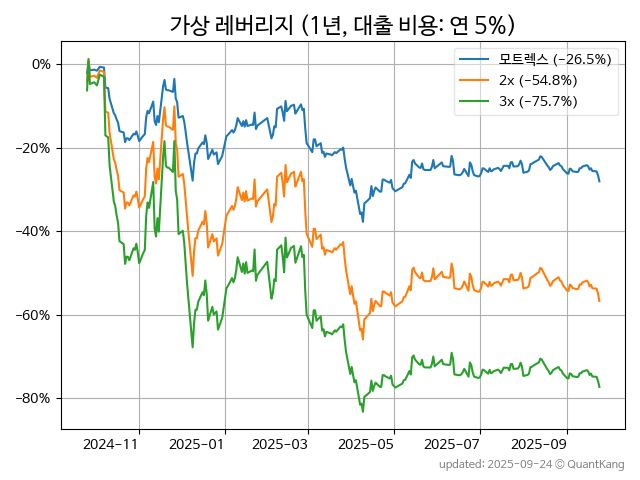 가상 레버리지 (1년, 대출 비용: 연 5%)
모트렉스 (−26.5%)
2x (−54.8%)
3x (−75.7%)
0%
−20%
−40%
−60%
−80%
2024−11 2025−01 2025−03 2025−05 2025−07 2025−09
updated: 2025-09-24 © QuantKang